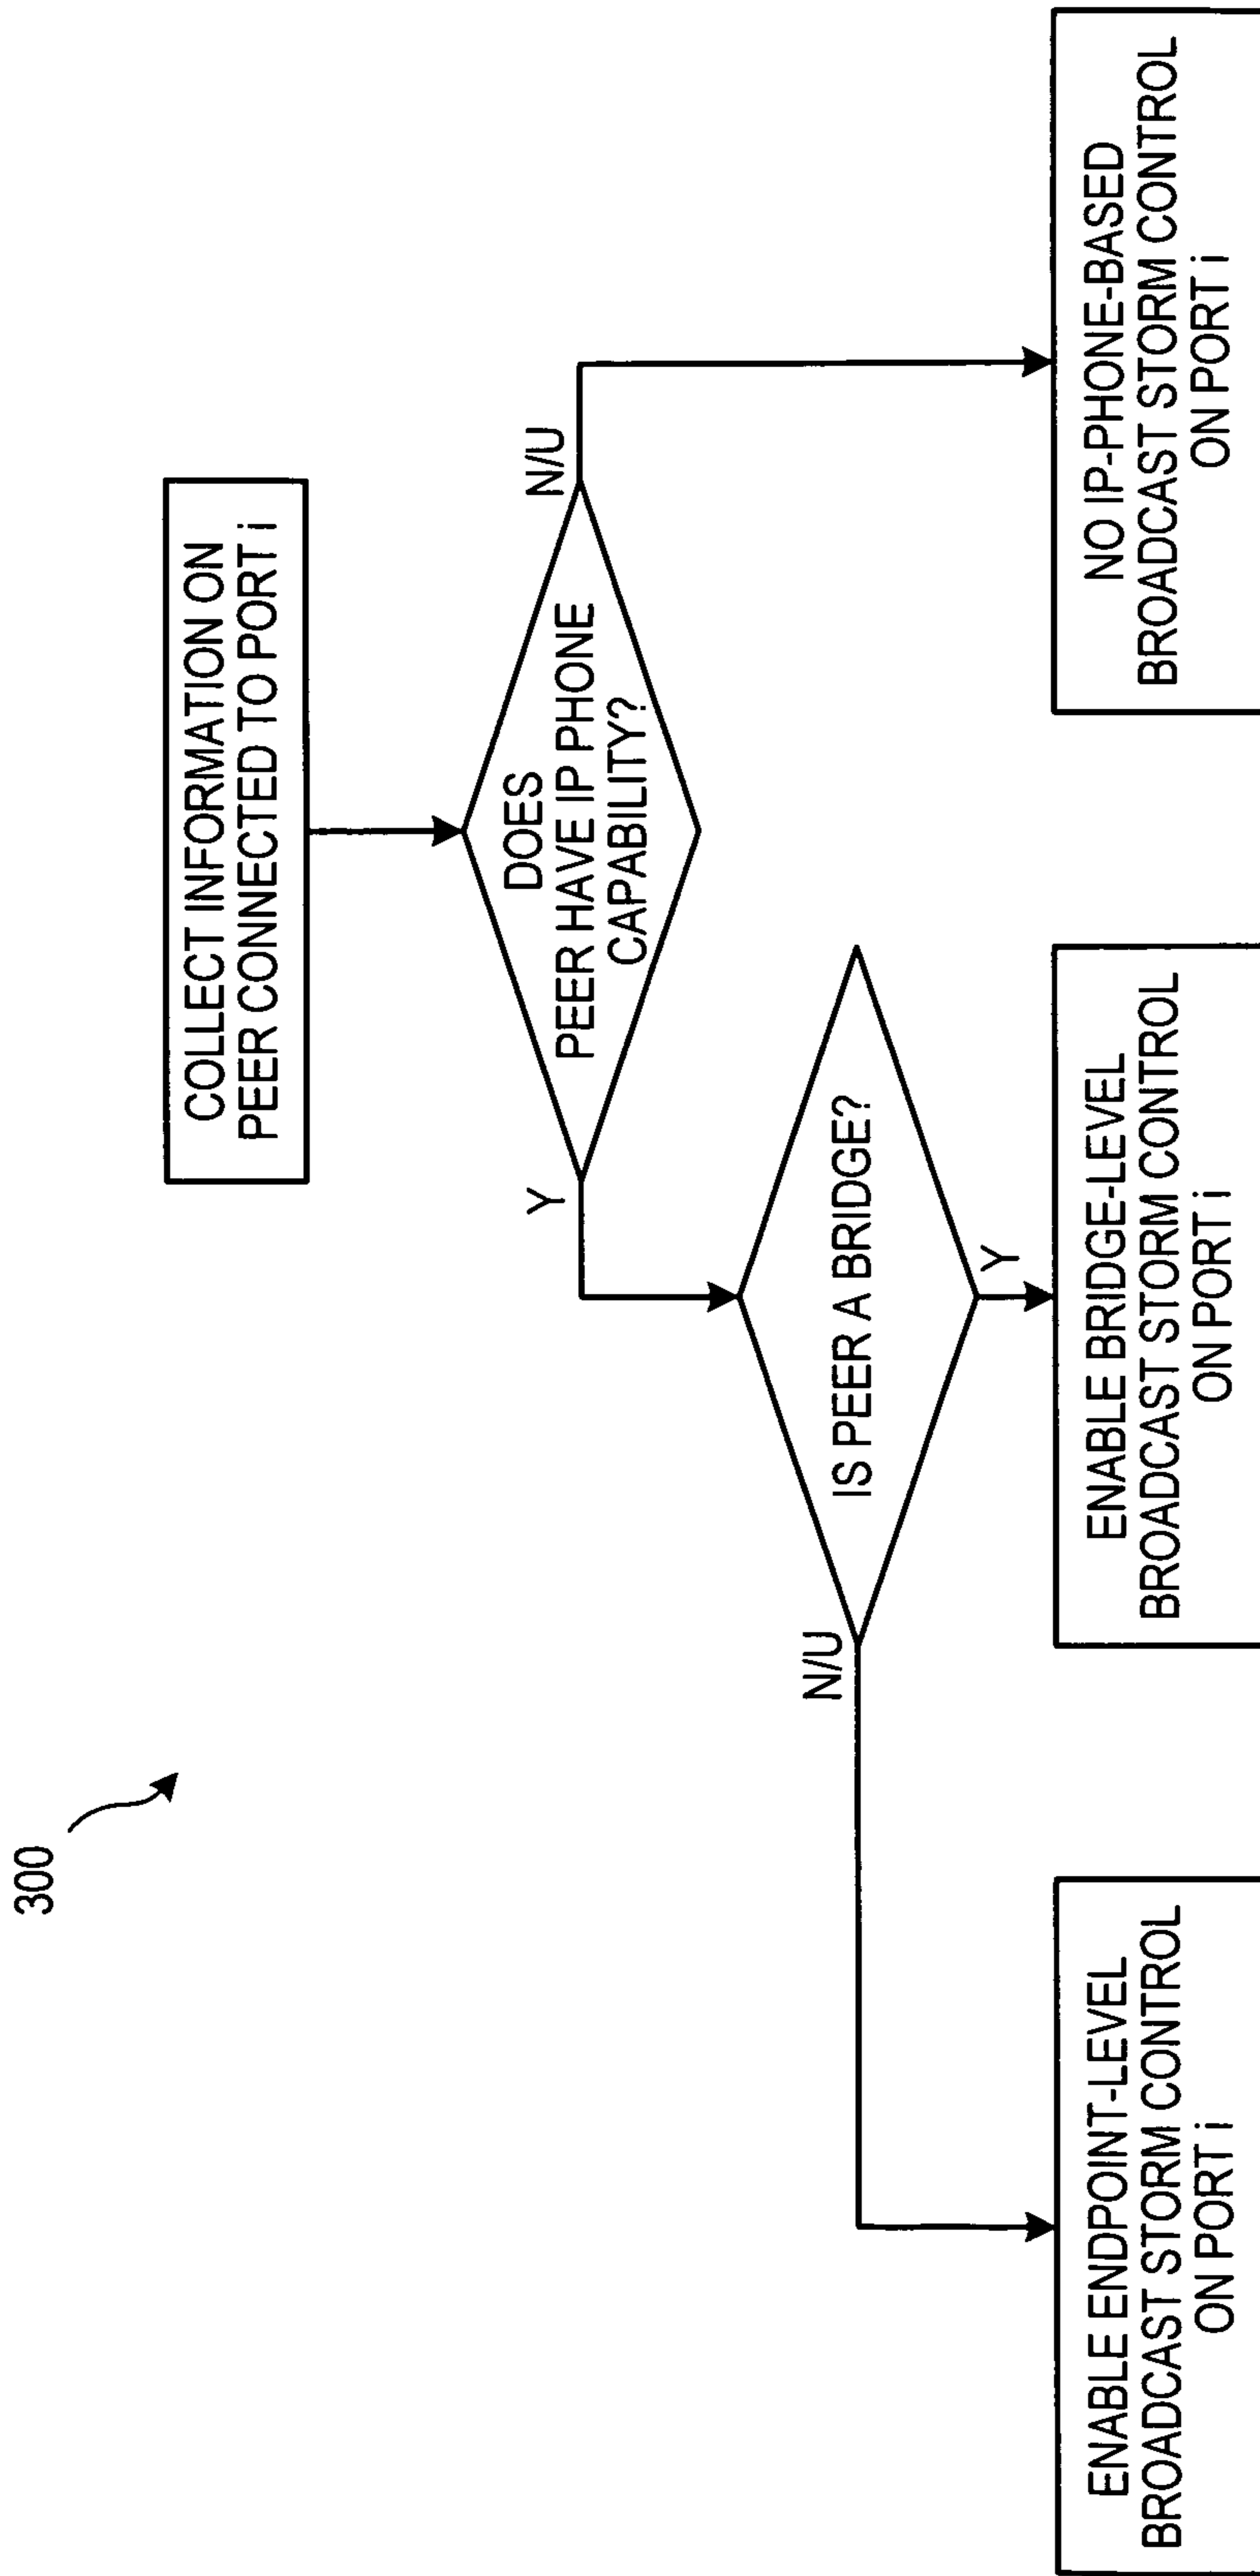 300
COLLECT INFORMATION ON
PEER CONNECTED TO PORT i
DOES
PEER HAVE IP PHONE
CAPABILITY?
Y
N/U
IS PEER A BRIDGE?
N/U
Y
ENABLE ENDPOINT-LEVEL
BROADCAST STORM CONTROL
ON PORT i
ENABLE BRIDGE-LEVEL
BROADCAST STORM CONTROL
ON PORT i
NO IP-PHONE-BASED
BROADCAST STORM CONTROL
ON PORT i